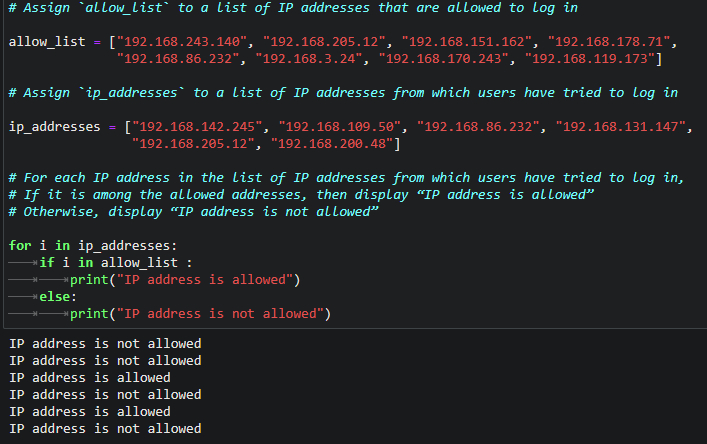 # Assign `allow_list` to a list of IP addresses that are allowed to log in
allow_list = ["192.168.243.140", "192.168.205.12", "192.168.151.162", "192.168.178.71",
"192.168.86.232", "192.168.3.24", "192.168.170.243", "192.168.119.173"]
# Assign `ip_addresses` to a list of IP addresses from which users have tried to log in
ip_addresses = ["192.168.142.245", "192.168.109.50", "192.168.86.232", "192.168.131.147",
"192.168.205.12", "192.168.200.48"]
# For each IP address in the list of IP addresses from which users have tried to log in,
# If it is among the allowed addresses, then display “IP address is allowed”
# Otherwise, display “IP address is not allowed”
for i in ip_addresses:
if i in allow_list :
print("IP address is allowed")
else:
print("IP address is not allowed")
IP address is not allowed
IP address is not allowed
IP address is allowed
IP address is not allowed
IP address is allowed
IP address is not allowed